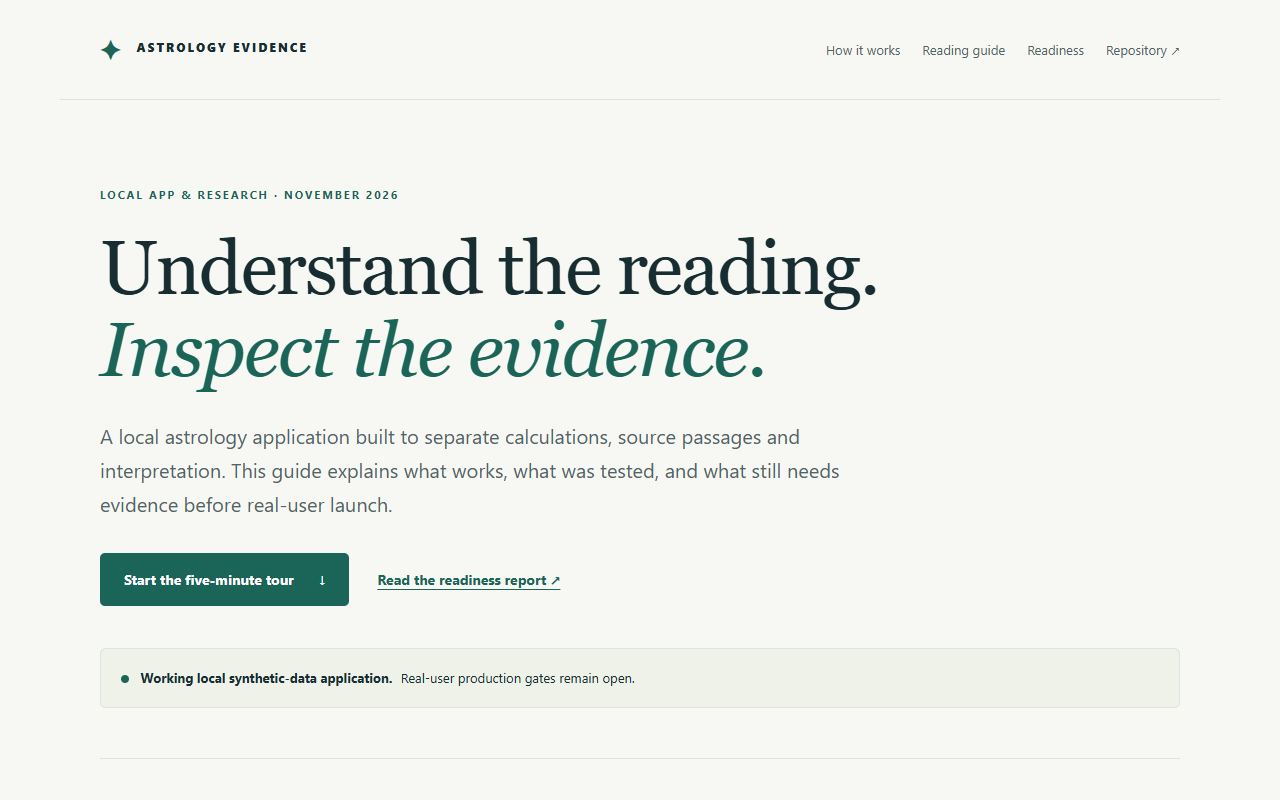 ASTROLOGY EVIDENCE
How it works
Reading guide
Readiness
Repository ↗
LOCAL APP & RESEARCH · NOVEMBER 2026
Understand the reading.
Inspect the evidence.
A local astrology application built to separate calculations, source passages and
interpretation. This guide explains what works, what was tested, and what still needs
evidence before real-user launch.
Start the five-minute tour ↓
Read the readiness report ↗
Working local synthetic-data application. Real-user production gates remain open.